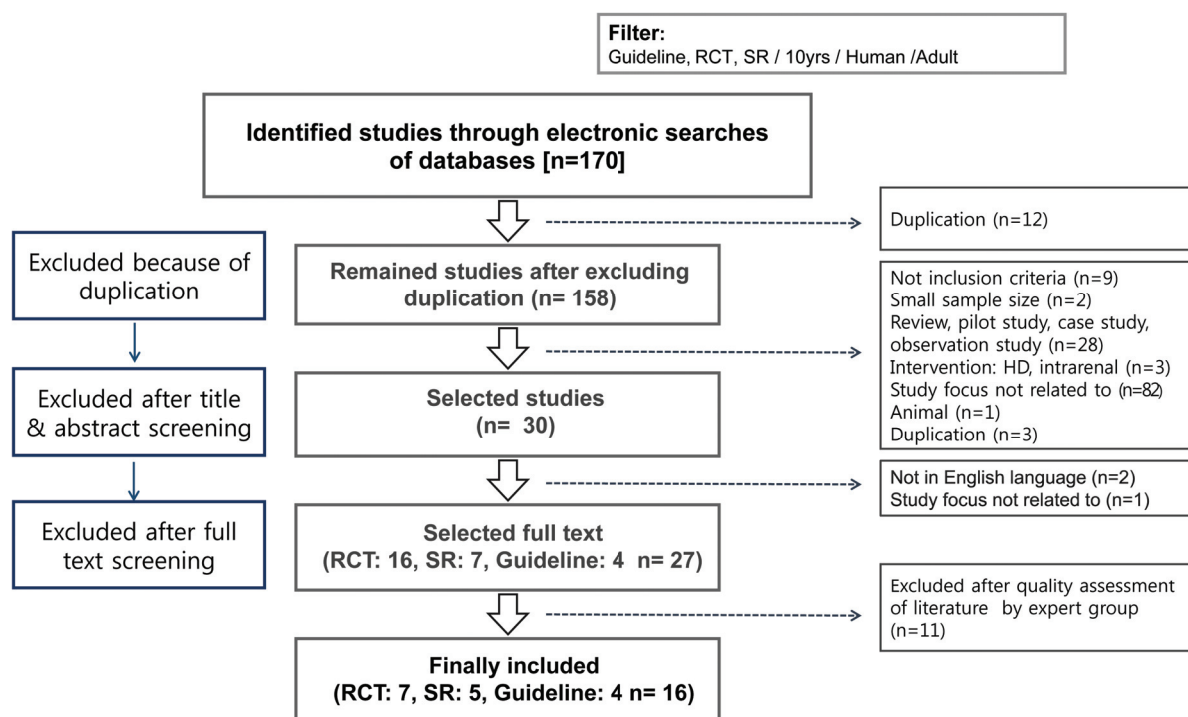 Filter:
Guideline, RCT, SR / 10yrs / Human /Adult
Identified studies through electronic searches
of databases [n=170]
Duplication (n=12)
Excluded because of
duplication
Remained studies after excluding
duplication (n= 158)
Not inclusion criteria (n=9)
Small sample size (n=2)
Review, pilot study, case study,
observation study (n=28)
Intervention: HD, intrarenal (n=3)
Study focus not related to (n=82)
Animal (n=1)
Duplication (n=3)
Excluded after title
& abstract screening
Selected studies
(n= 30)
Not in English language (n=2)
Study focus not related to (n=1)
Excluded after full
text screening
Selected full text
(RCT: 16, SR: 7, Guideline: 4 n= 27)
Excluded after quality assessment
of literature by expert group
(n=11)
Finally included
(RCT: 7, SR: 5, Guideline: 4 n= 16)